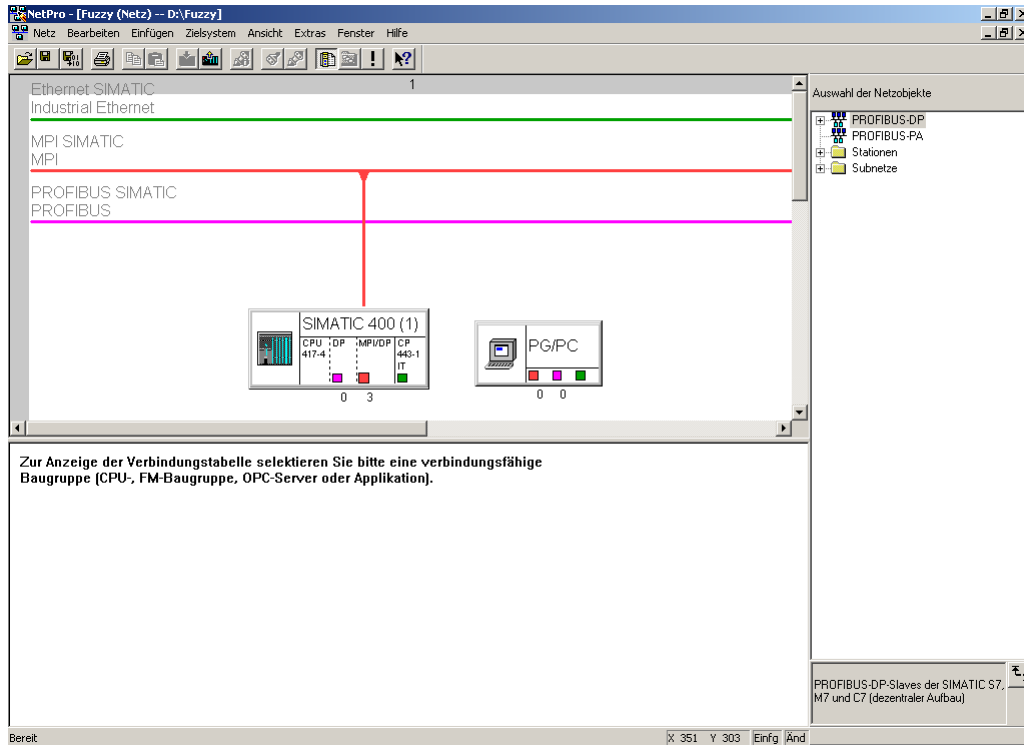 NetPro - [Fuzzy (Netz) -- D:\Fuzzy]
Netz Bearbeiten Einfügen Zielsystem Ansicht Extras Fenster Hilfe
1
Ethernet SIMATIC
Industrial Ethernet
MPI SIMATIC
MPI
PROFIBUS SIMATIC
PROFIBUS
SIMATIC 400 (1)
CPU 417-4
DP
MPI/DP
CP 443-1 IT
0 3
PG/PC
0 0
Auswahl der Netzobjekte
PROFIBUS-DP
PROFIBUS-PA
Stationen
Subnetze
Zur Anzeige der Verbindungstabelle selektieren Sie bitte eine verbindungsfähige
Baugruppe (CPU-, FM-Baugruppe, OPC-Server oder Applikation).
PROFIBUS-DP-Slaves der SIMATIC S7,
M7 und C7 (dezentraler Aufbau)
Bereit
X 351 Y 303 Einfg Änd